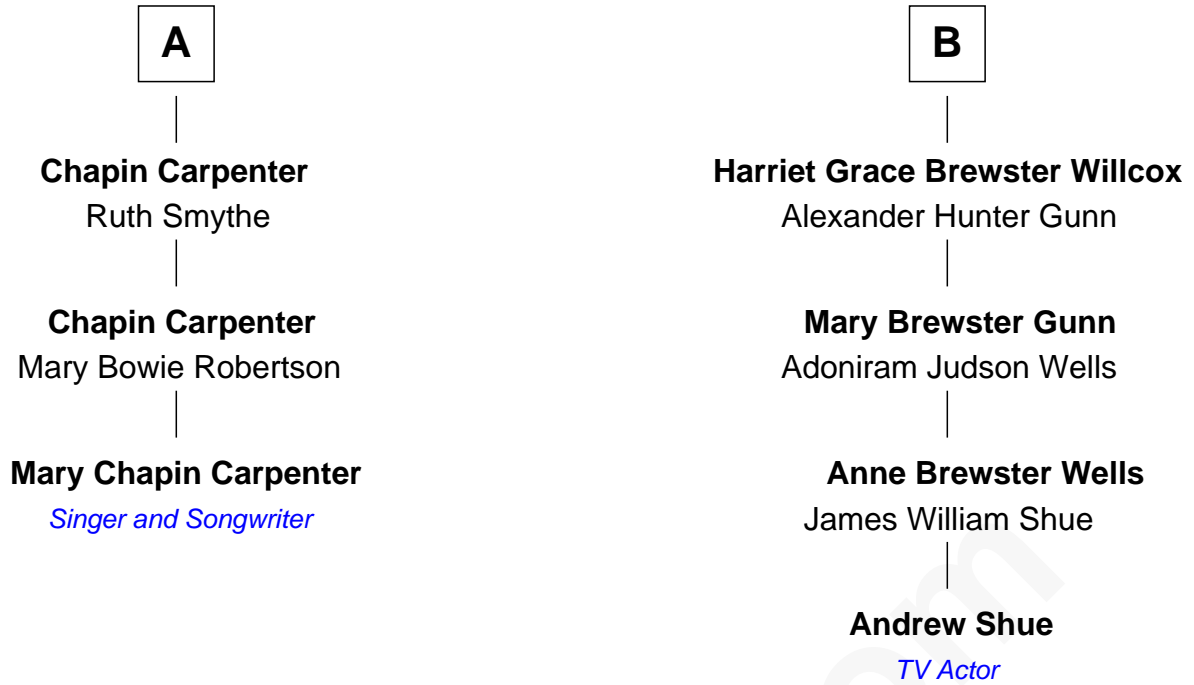 A
Chapin Carpenter
Ruth Smythe
Chapin Carpenter
Mary Bowie Robertson
Mary Chapin Carpenter
Singer and Songwriter
B
Harriet Grace Brewster Willcox
Alexander Hunter Gunn
Mary Brewster Gunn
Adoniram Judson Wells
Anne Brewster Wells
James William Shue
Andrew Shue
TV Actor
om